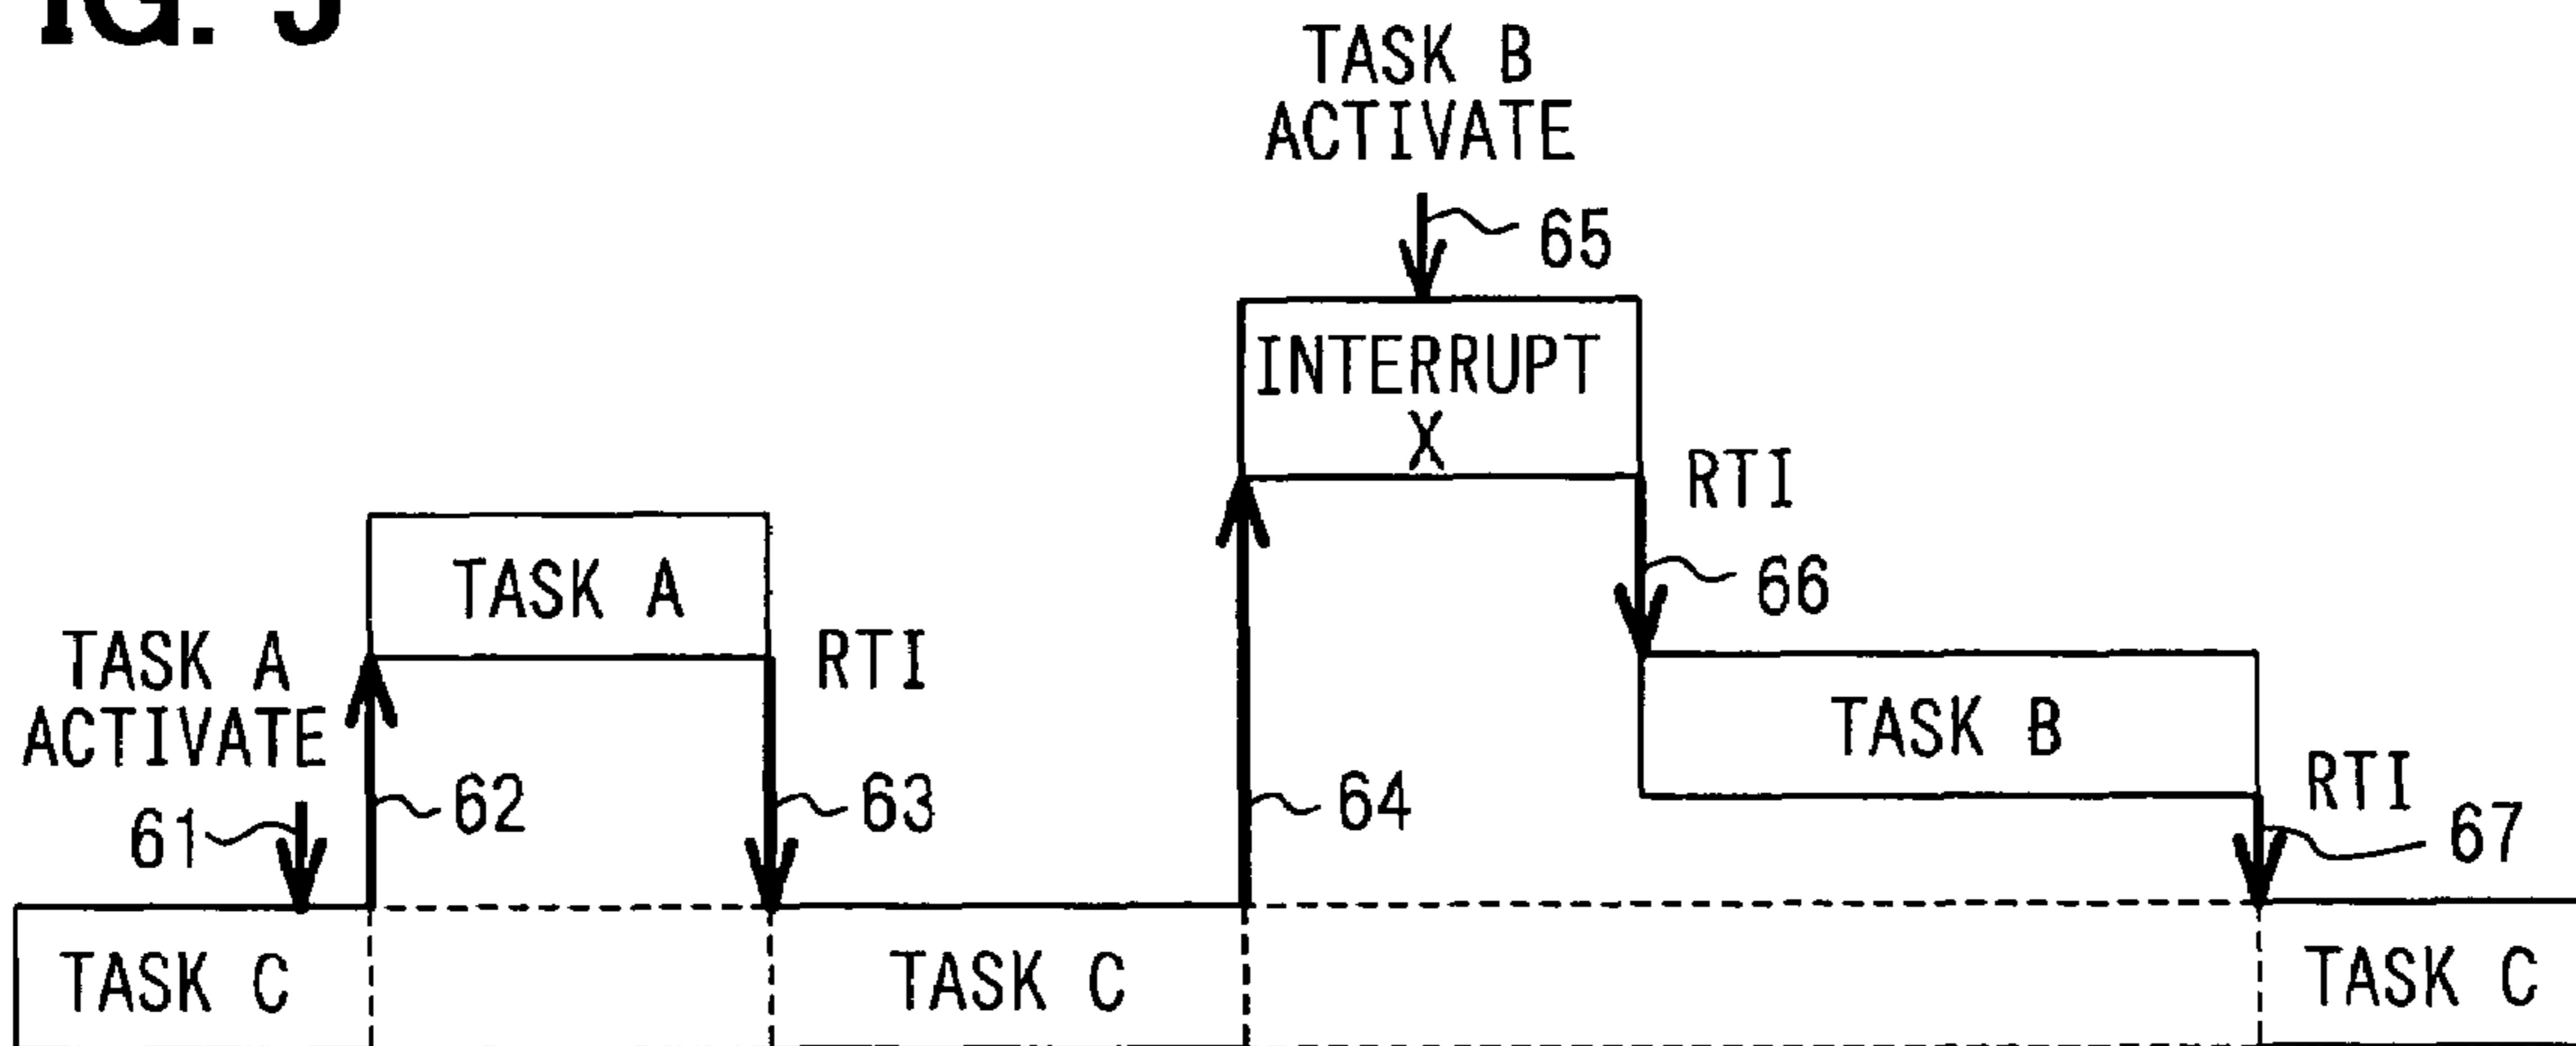 IG. 5
TASK B
ACTIVATE
65
INTERRUPT
X
RTI
66
TASK A
TASK A
ACTIVATE
RTI
TASK B
61
62
63
64
RTI
67
TASK C
TASK C
TASK C